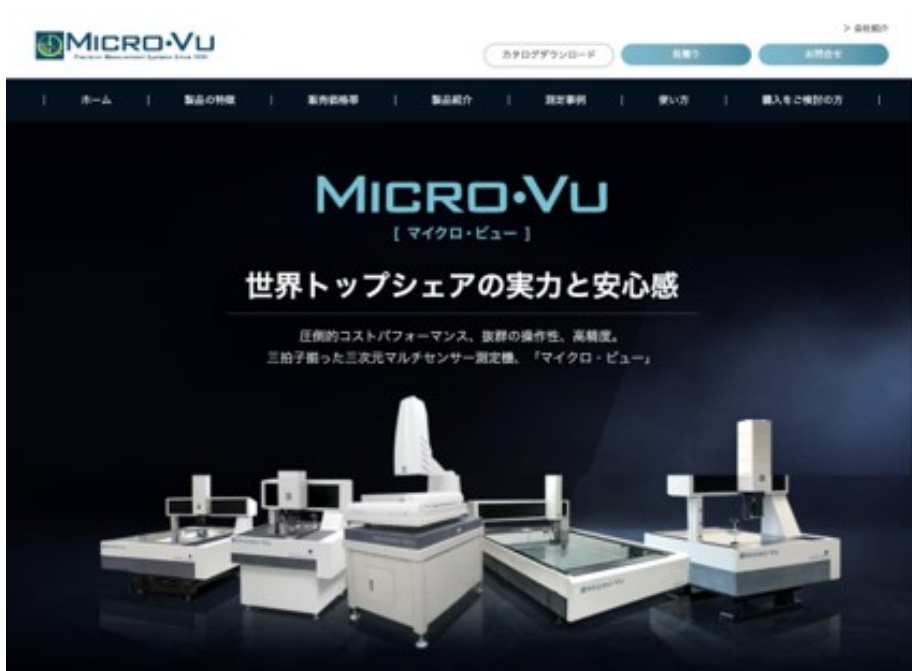 MICRO・VU
Precision Measurement Systems Since 1959
> 会社紹介
カタログダウンロード
見積り
お問合せ
ホーム
製品の特徴
販売価格帯
製品紹介
測定事例
使い方
購入をご検討の方
MICRO・VU
[ マイクロ・ビュー ]
世界トップシェアの実力と安心感
圧倒的コストパフォーマンス、抜群の操作性、高精度。
三拍子揃った三次元マルチセンサー測定機、「マイクロ・ビュー」